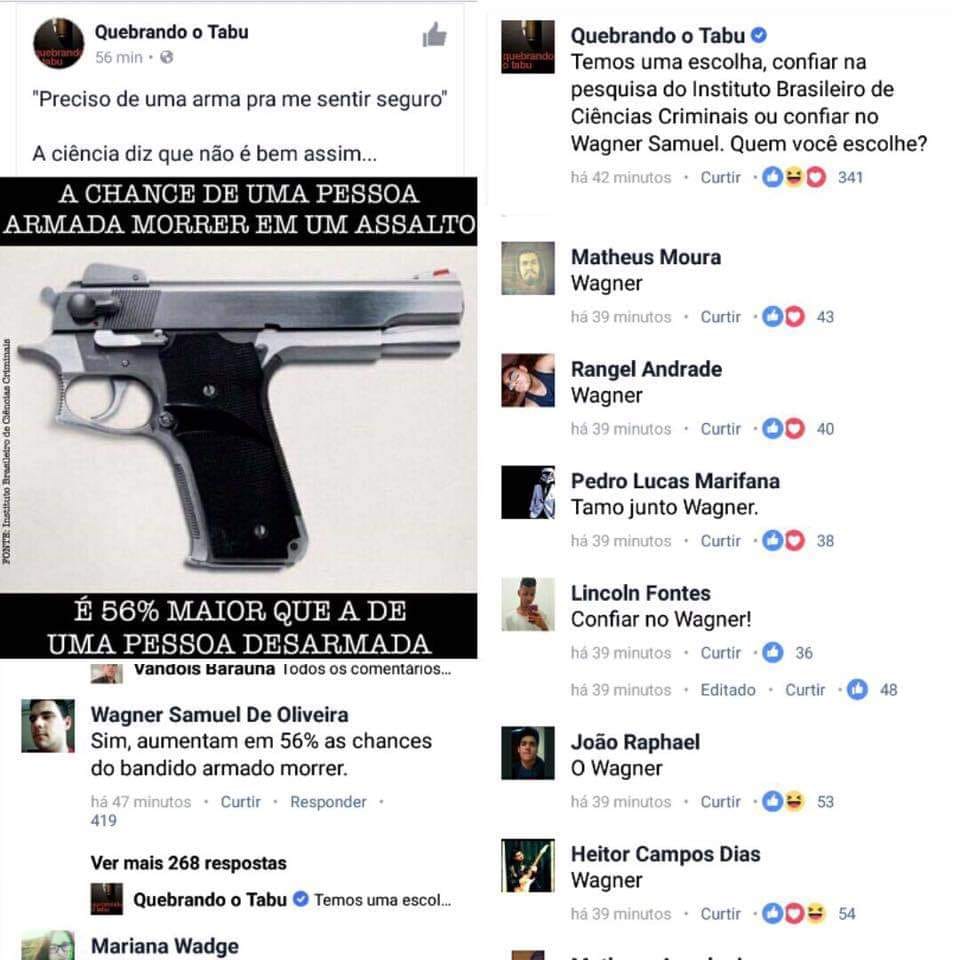 Quebrando o Tabu
56 min
"Preciso de uma arma pra me sentir seguro"
A ciência diz que não é bem assim...
A CHANCE DE UMA PESSOA
ARMADA MORRER EM UM ASSALTO
FONTE: Instituto Brasileiro de Ciências Criminais
É 56% MAIOR QUE A DE
UMA PESSOA DESARMADA
Vandois Barauna Todos os comentários...
Wagner Samuel De Oliveira
Sim, aumentam em 56% as chances
do bandido armado morrer.
há 47 minutos · Curtir · Responder ·
419
Ver mais 268 respostas
Quebrando o Tabu Temos uma escol...
Mariana Wadge
quebrando
o tabu
Quebrando o Tabu
Temos uma escolha, confiar na
pesquisa do Instituto Brasileiro de
Ciências Criminais ou confiar no
Wagner Samuel. Quem você escolhe?
há 42 minutos · Curtir · 341
Matheus Moura
Wagner
há 39 minutos · Curtir · 43
Rangel Andrade
Wagner
há 39 minutos · Curtir · 40
Pedro Lucas Marifana
Tamo junto Wagner.
há 39 minutos · Curtir · 38
Lincoln Fontes
Confiar no Wagner!
há 39 minutos · Curtir · 36
há 39 minutos · Editado · Curtir · 48
João Raphael
O Wagner
há 39 minutos · Curtir · 53
Heitor Campos Dias
Wagner
há 39 minutos · Curtir · 54